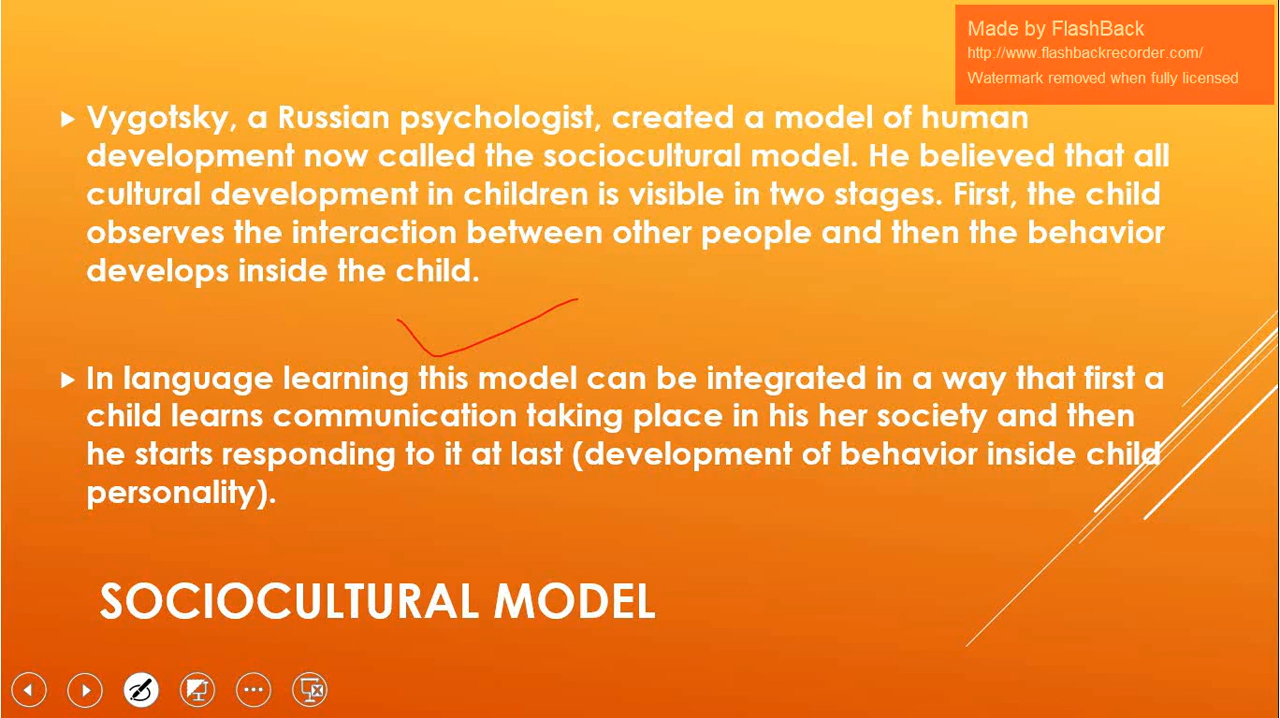 Made by FlashBack
http://www.flashbackrecorder.com/
Watermark removed when fully licensed
Vygotsky, a Russian psychologist, created a model of human
development now called the sociocultural model. He believed that all
cultural development in children is visible in two stages. First, the child
observes the interaction between other people and then the behavior
develops inside the child.
In language learning this model can be integrated in a way that first a
child learns communication taking place in his her society and then
he starts responding to it at last (development of behavior inside child
personality).
SOCIOCULTURAL MODEL